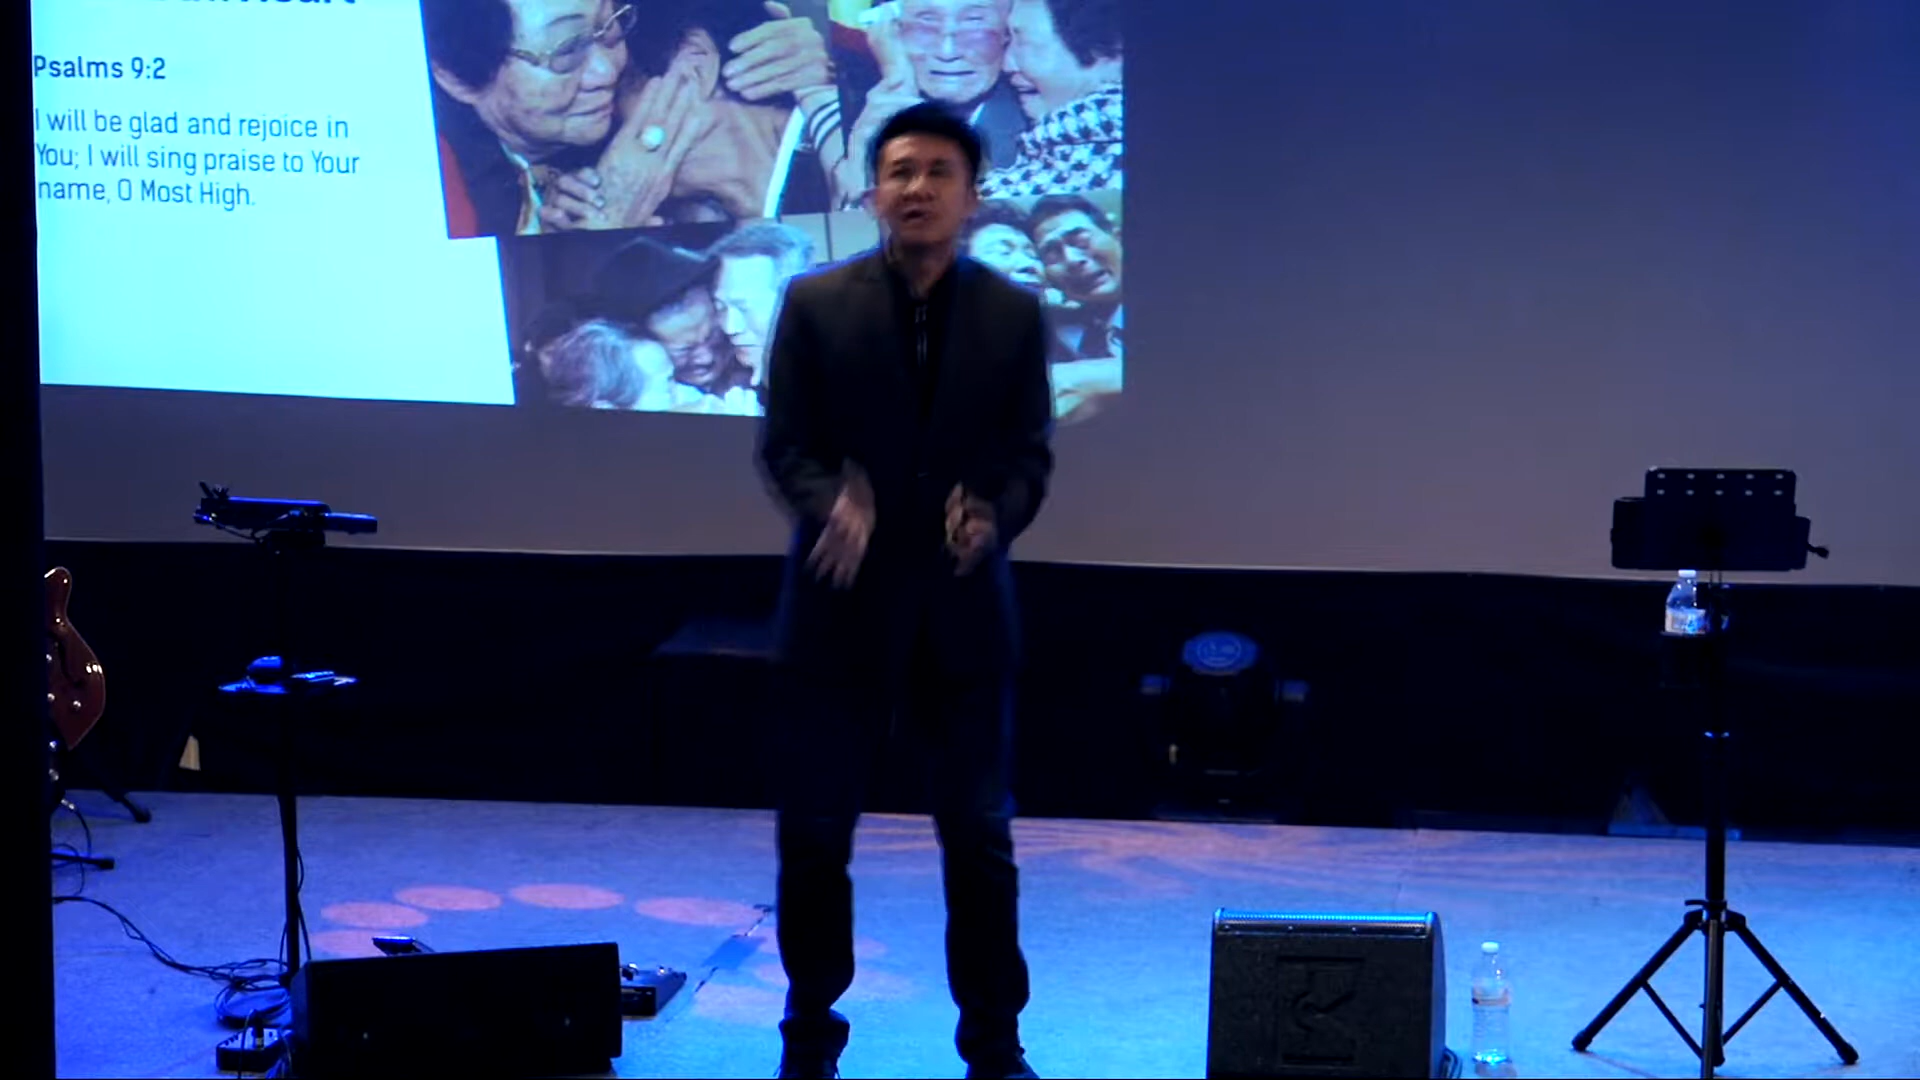 Psalms 9:2
I will be glad and rejoice in
You; I will sing praise to Your
name, O Most High.